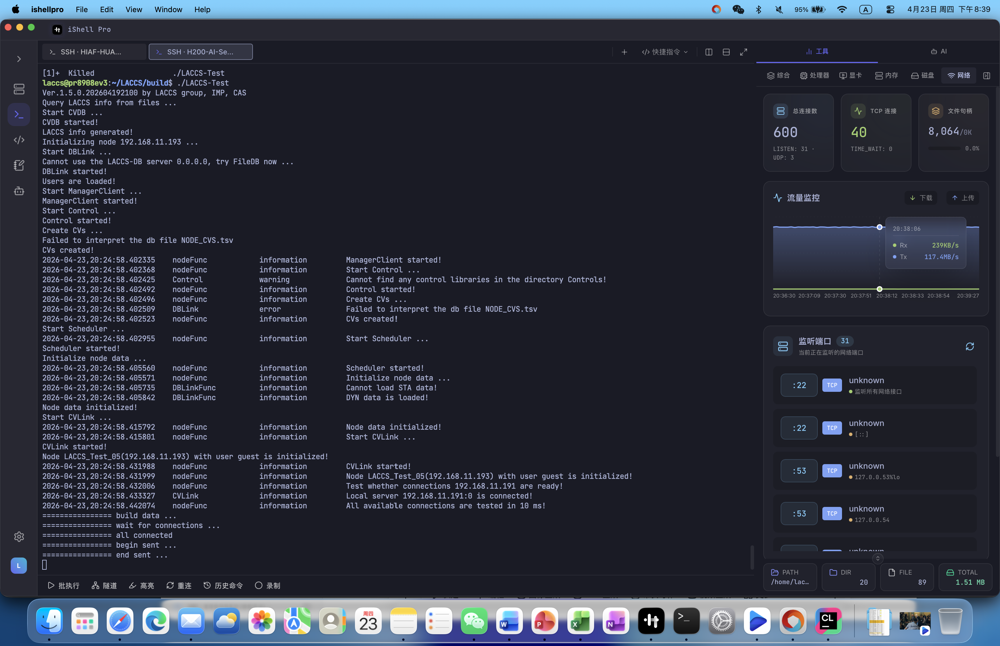 ishellpro File Edit View Window Help
95% A 4月23日 周四 下午8:39
iShell Pro
SSH · HIAF-HUA...
SSH · H200-AI-Se...
快捷指令
工具
AI
[1]+  Killed                  ./LACCS-Test
laccs@pr8908ev3:~/LACCS/build$ ./LACCS-Test
Ver.1.5.0.202604192100 by LACCS group, IMP, CAS
Query LACCS info from files ...
Start CVDB ...
CVDB started!
LACCS info generated!
Initializing node 192.168.11.193 ...
Start DBLink ...
Cannot use the LACCS-DB server 0.0.0.0, try FileDB now ...
DBLink started!
Users are loaded!
Start ManagerClient ...
ManagerClient started!
Start Control ...
Control started!
Create CVs ...
Failed to interpret the db file NODE_CVS.tsv
CVs created!
2026-04-23,20:24:58.402335    nodeFunc            information         ManagerClient started!
2026-04-23,20:24:58.402368    nodeFunc            information         Start Control ...
2026-04-23,20:24:58.402425    Control             warning             Cannot find any control libraries in the directory Controls!
2026-04-23,20:24:58.402492    nodeFunc            information         Control started!
2026-04-23,20:24:58.402496    nodeFunc            information         Create CVs ...
2026-04-23,20:24:58.402509    DBLink              error               Failed to interpret the db file NODE_CVS.tsv
2026-04-23,20:24:58.402523    nodeFunc            information         CVs created!
Start Scheduler ...
2026-04-23,20:24:58.402955    nodeFunc            information         Start Scheduler ...
Scheduler started!
Initialize node data ...
2026-04-23,20:24:58.405560    nodeFunc            information         Scheduler started!
2026-04-23,20:24:58.405571    nodeFunc            information         Initialize node data ...
2026-04-23,20:24:58.405735    DBLinkFunc          information         Cannot load STA data!
2026-04-23,20:24:58.405842    DBLinkFunc          information         DYN data is loaded!
Node data initialized!
Start CVLink ...
2026-04-23,20:24:58.415792    nodeFunc            information         Node data initialized!
2026-04-23,20:24:58.415801    nodeFunc            information         Start CVLink ...
CVLink started!
Node LACCS_Test_05(192.168.11.193) with user guest is initialized!
2026-04-23,20:24:58.431988    nodeFunc            information         CVLink started!
2026-04-23,20:24:58.431999    nodeFunc            information         Node LACCS_Test_05(192.168.11.193) with user guest is initialized!
2026-04-23,20:24:58.432006    nodeFunc            information         Test whether connections 192.168.11.191 are ready!
2026-04-23,20:24:58.433327    CVLink              information         Local server 192.168.11.191:0 is connected!
2026-04-23,20:24:58.442074    nodeFunc            information         All available connections are tested in 10 ms!
================ build data ...
================ wait for connections ...
================ all connected
================ begin sent ...
================ end sent ...
L
批执行 隧道 高亮 重连 历史命令 录制
综合 处理器 显卡 内存 磁盘 网络
总连接数
600
LISTEN: 31 ·
UDP: 3
TCP 连接
40
TIME_WAIT: 0
文件句柄
8,064/0K
0.0%
流量监控
下载 上传
20:38:06
Rx 239KB/s
Tx 117.4MB/s
20:36:30 20:37:09 20:37:30 20:37:51 20:38:12 20:38:33 20:38:54 20:39:27
监听端口 31
当前正在监听的网络端口
:22 TCP unknown
监听所有网络接口
:22 TCP unknown
[::]
:53 TCP unknown
127.0.0.53%lo
:53 TCP unknown
127.0.0.54
PATH
/home/lac...
DIR
20
FILE
89
TOTAL
1.51 MB
周四
23
W
P
X
N
>_
CL